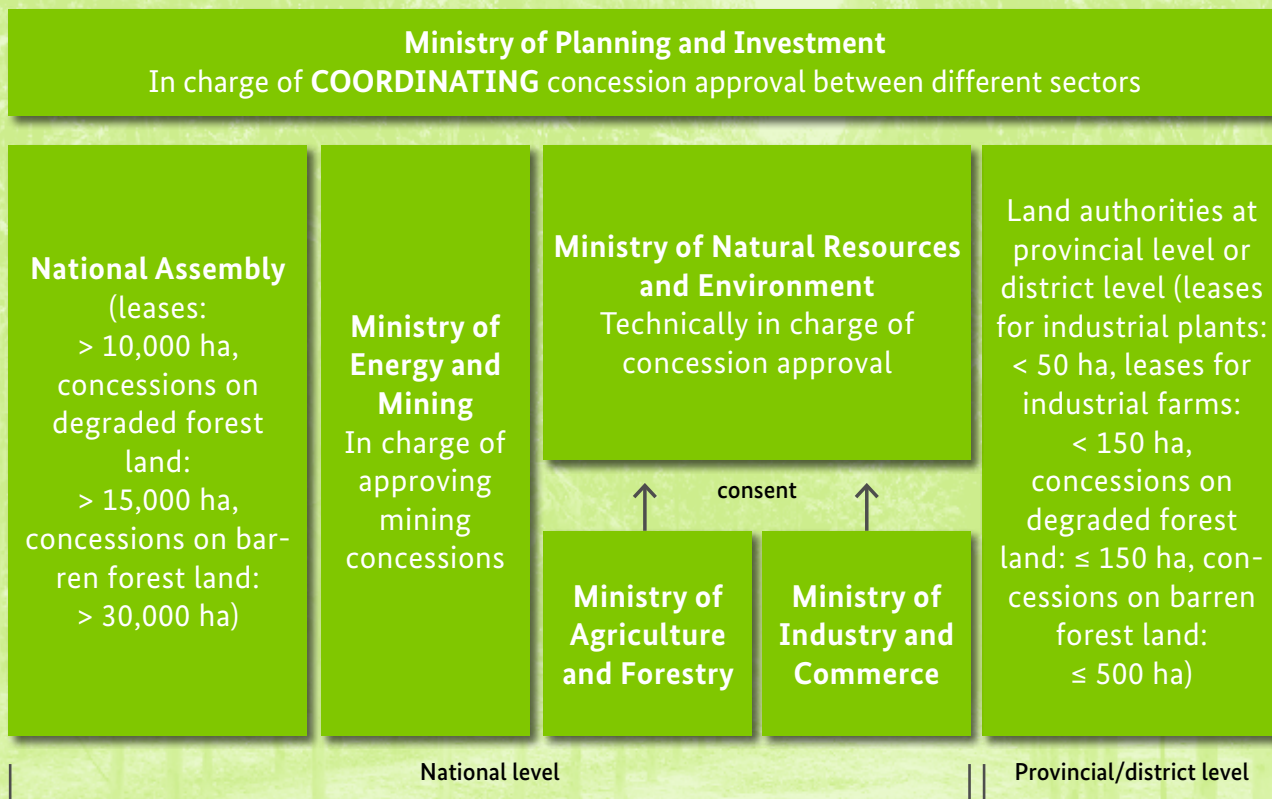 Ministry of Planning and Investment
In charge of COORDINATING concession approval between different sectors
National Assembly
(leases:
> 10,000 ha,
concessions on
degraded forest
land:
> 15,000 ha,
concessions on bar-
ren forest land:
> 30,000 ha)
Ministry of
Energy and
Mining
In charge of
approving
mining
concessions
Ministry of Natural Resources
and Environment
Technically in charge of
concession approval
consent
Ministry of
Agriculture
and Forestry
Ministry of
Industry and
Commerce
Land authorities at
provincial level or
district level (leases
for industrial plants:
< 50 ha, leases for
industrial farms:
< 150 ha,
concessions on
degraded forest
land: ≤ 150 ha, con-
cessions on barren
forest land:
≤ 500 ha)
National level
Provincial/district level